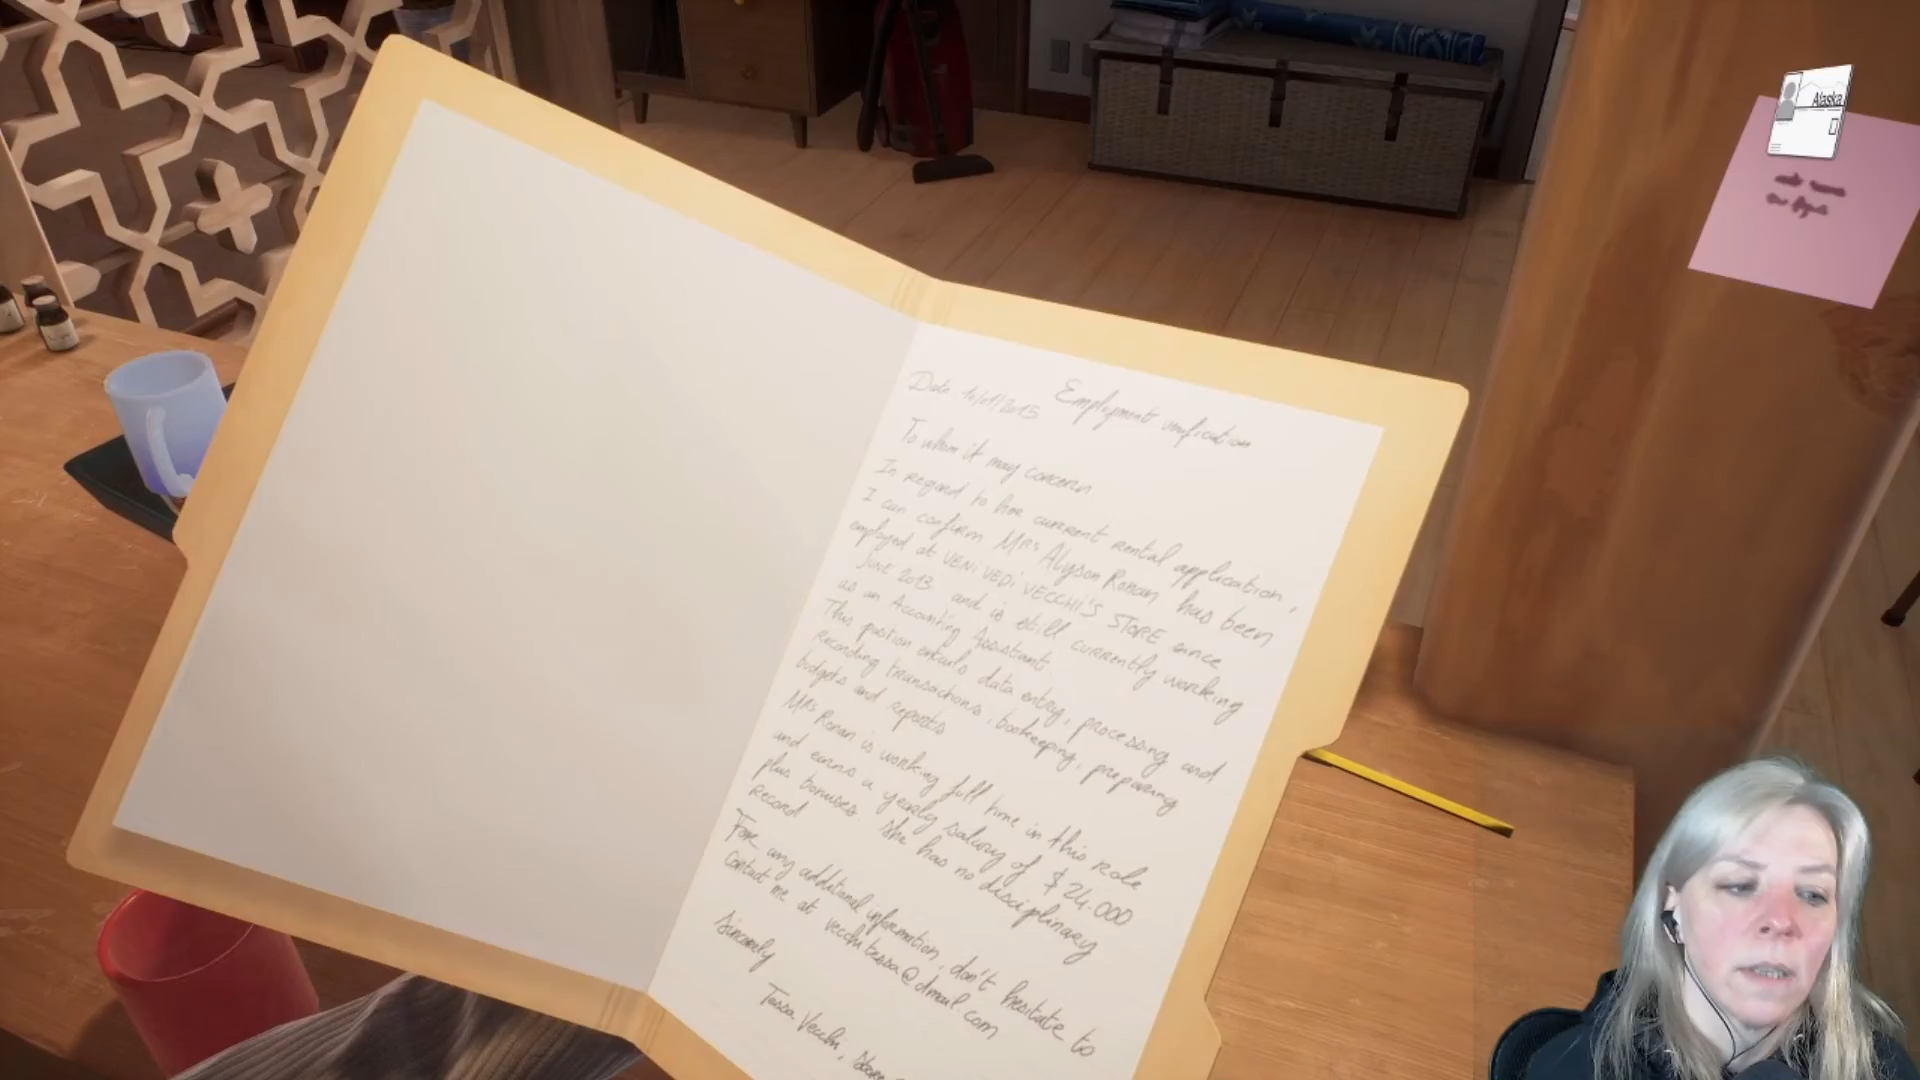 Employment verification
Date 10/01/2015
To whom it may concern
In regard to her current rental application,
I can confirm Mrs Alyson Ronan has been
employed at VENI VEDI VECCHI'S STORE since
JUNE 2013 and is still currently working
as an Accounting Assistant
This position entails data entry, processing and
recording transactions, bookeeping, preparing
budgets and reports
Mrs Ronan is working full time in this role
and earns a yearly salary of $24.000
plus bonuses. She has no disciplinary
record
For any additional information, don't hesitate to
contact me at vecchitessa@dmail.com
Sincerely
Tessa Vecchi, Store
Alaska